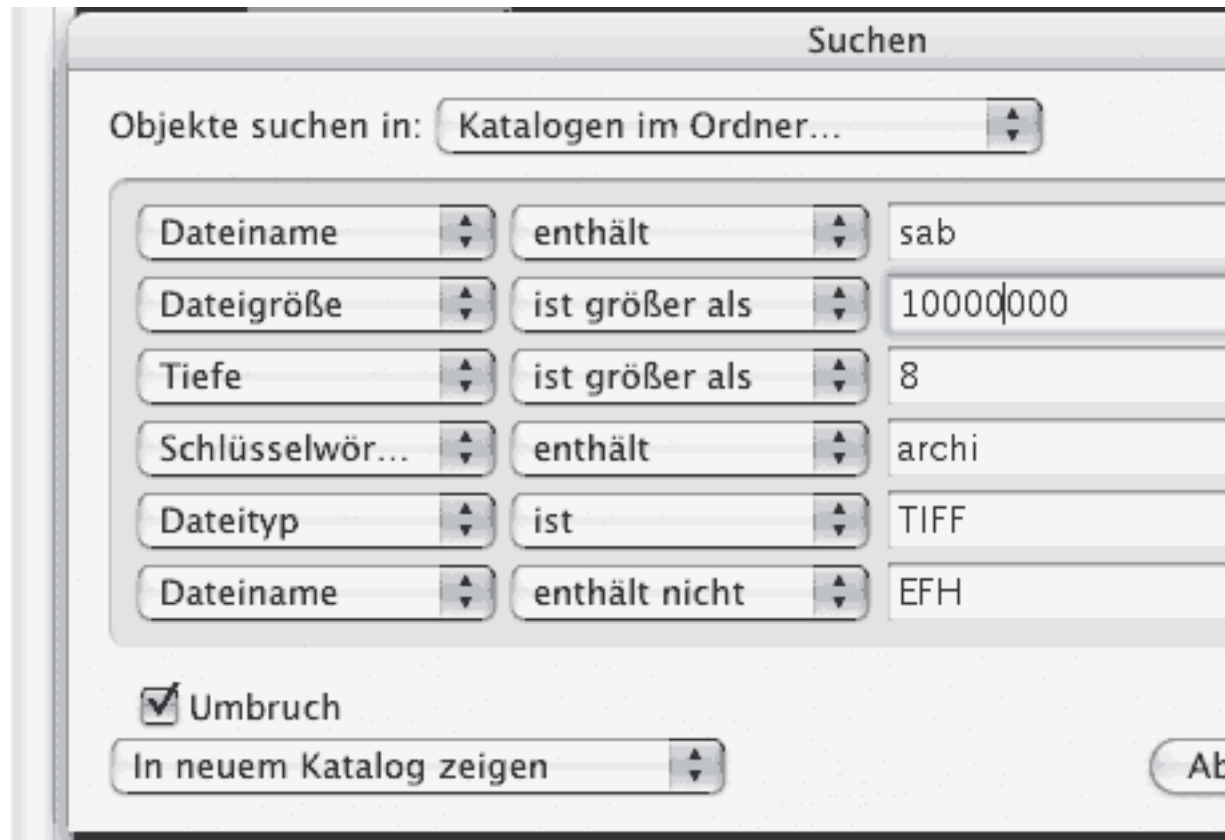 Suchen
Objekte suchen in: Katalogen im Ordner...
Dateiname enthält sab
Dateigröße ist größer als 10000000
Tiefe ist größer als 8
Schlüsselwör... enthält archi
Dateityp ist TIFF
Dateiname enthält nicht EFH
Umbruch
In neuem Katalog zeigen Ab